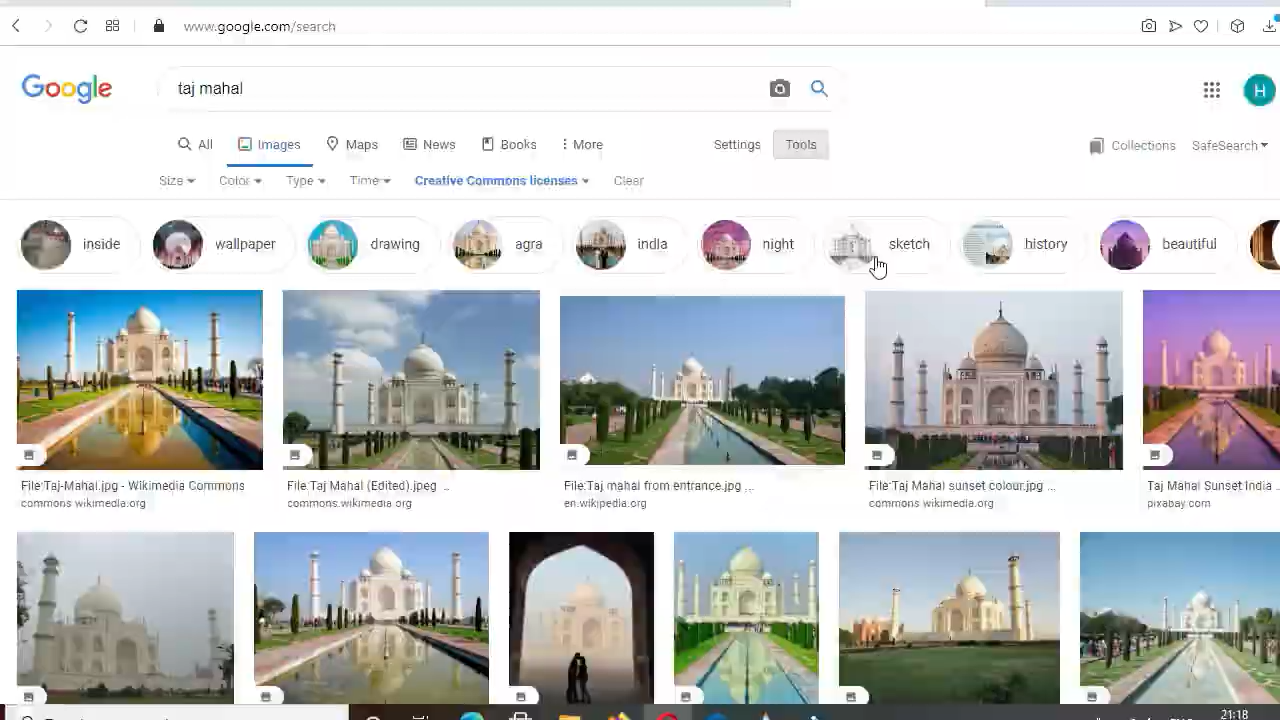 www.google.com/search
Google
taj mahal
H
All Images Maps News Books More
Settings Tools
Collections SafeSearch
Size Color Type Time Creative Commons licenses Clear
inside wallpaper drawing agra india night sketch history beautiful
File:Taj-Mahal.jpg - Wikimedia Commons
commons.wikimedia.org
File:Taj Mahal (Edited).jpeg ...
commons.wikimedia.org
File:Taj mahal from entrance.jpg ...
en.wikipedia.org
File:Taj Mahal sunset colour.jpg ...
commons.wikimedia.org
Taj Mahal Sunset India ...
pixabay.com
21:18